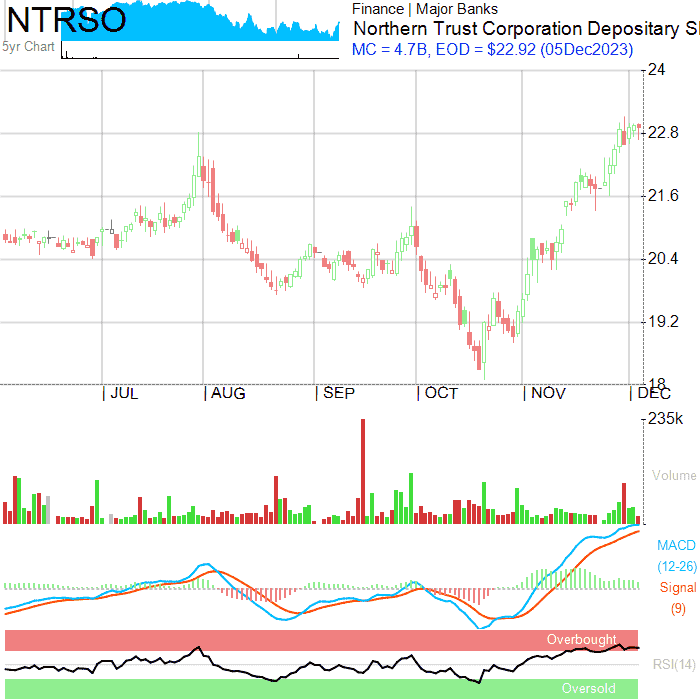 NTRSO
Finance | Major Banks
Northern Trust Corporation Depositary
5yr Chart
MC = 4.7B, EOD = $22.92 (05Dec2023)
24
22.8
21.6
20.4
19.2
18
| JUL | AUG | SEP | OCT | NOV | DEC
235k
Volume
MACD
(12-26)
Signal
(9)
Overbought
RSI(14)
Oversold